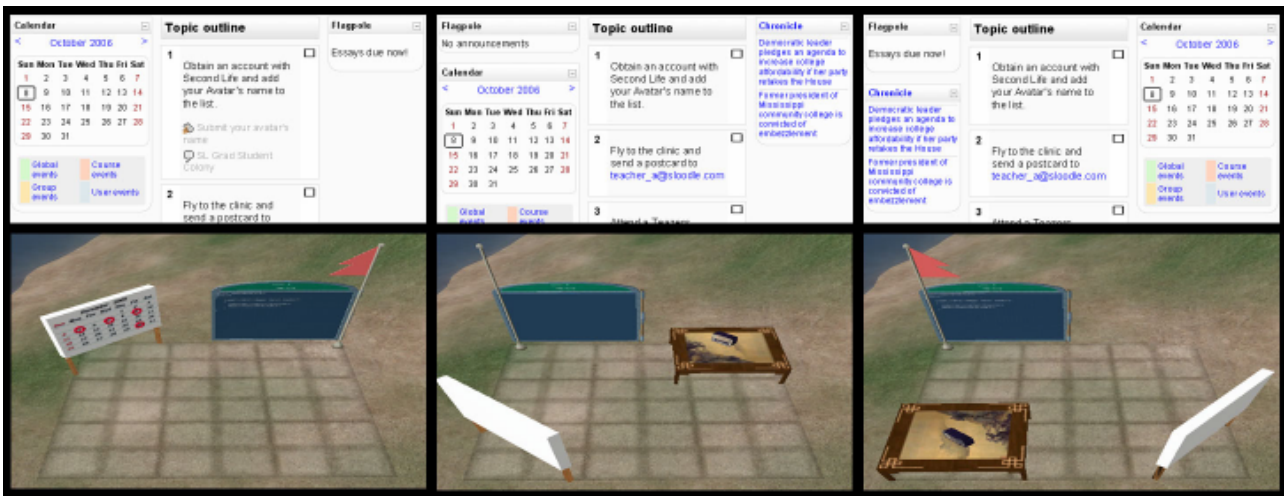 Calendar
< October 2006 >
Sun Mon Tue Wed Thu Fri Sat
1 2 3 4 5 6 7
8 9 10 11 12 13 14
15 16 17 18 19 20 21
22 23 24 25 26 27 28
29 30 31
Global events
Course events
Group events
User events
Topic outline
1
Obtain an account with
Second Life and add
your Avatar's name to
the list.
Submit your avatar's
name
SL Grad Student
Colony
2
Fly to the clinic and
send a postcard to
Flagpole
Essays due now!
Flagpole
No announcements
Calendar
< October 2006 >
Sun Mon Tue Wed Thu Fri Sat
1 2 3 4 5 6 7
8 9 10 11 12 13 14
15 16 17 18 19 20 21
22 23 24 25 26 27 28
29 30 31
Global events
Course events
Topic outline
1
Obtain an account with
Second Life and add
your Avatar's name to
the list.
2
Fly to the clinic and
send a postcard to
teacher_a@sloodle.com
3
Chronicle
Democratic leader
pledges an agenda to
increase college
affordability if her party
retakes the House
Former president of
Mississippi
community college is
convicted of
embezzlement
Flagpole
Essays due now!
Chronicle
Democratic leader
pledges an agenda to
increase college
affordability if her party
retakes the House
Former president of
Mississippi
community college is
convicted of
embezzlement
Topic outline
1
Obtain an account with
Second Life and add
your Avatar's name to
the list.
2
Fly to the clinic and
send a postcard to
teacher_a@sloodle.com
3
Calendar
< October 2006 >
Sun Mon Tue Wed Thu Fri Sat
1 2 3 4 5 6 7
8 9 10 11 12 13 14
15 16 17 18 19 20 21
22 23 24 25 26 27 28
29 30 31
Global events
Course events
Group events
User events